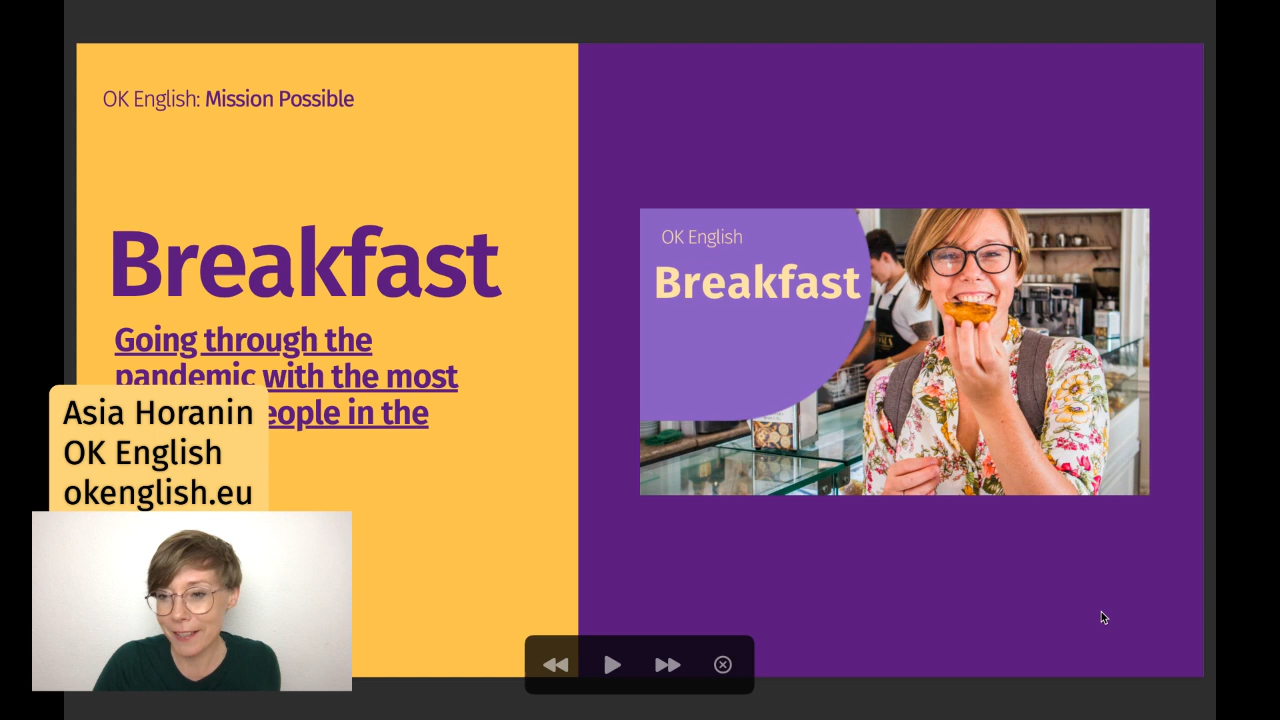 OK English: Mission Possible
Breakfast
Going through the
pandemic with the most
eople in the
Asia Horanin
OK English
okenglish.eu
OK English
Breakfast